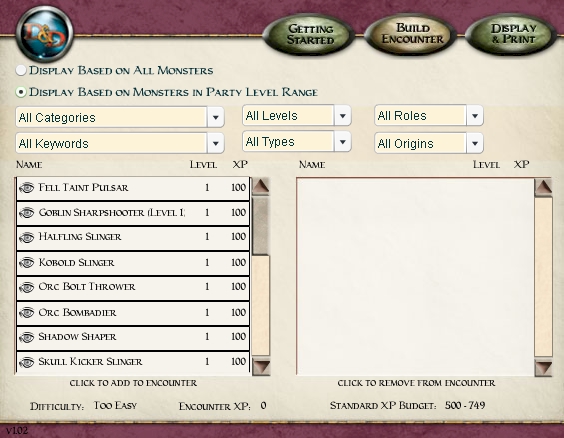 D&D
GETTING STARTED
BUILD ENCOUNTER
DISPLAY & PRINT
DISPLAY BASED ON ALL MONSTERS
DISPLAY BASED ON MONSTERS IN PARTY LEVEL RANGE
All Categories All Levels All Roles
All Keywords All Types All Origins
NAME LEVEL XP NAME LEVEL XP
FELL TAINT PULSAR 1 100
GOBLIN SHARPSHOOTER (LEVEL 1) 1 100
HALFLING SLINGER 1 100
KOBOLD SLINGER 1 100
ORC BOLT THROWER 1 100
ORC BOMBADIER 1 100
SHADOW SHAPER 1 100
SKULL KICKER SLINGER 1 100
CLICK TO ADD TO ENCOUNTER CLICK TO REMOVE FROM ENCOUNTER
DIFFICULTY: TOO EASY ENCOUNTER XP: 0 STANDARD XP BUDGET: 500 - 749
V1.02